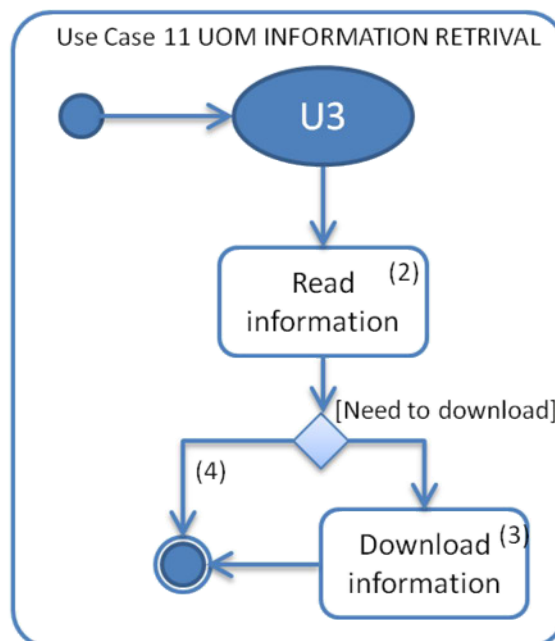 Use Case 11 UOM INFORMATION RETRIVAL
U3
Read (2)
information
[Need to download]
(4)
Download (3)
information